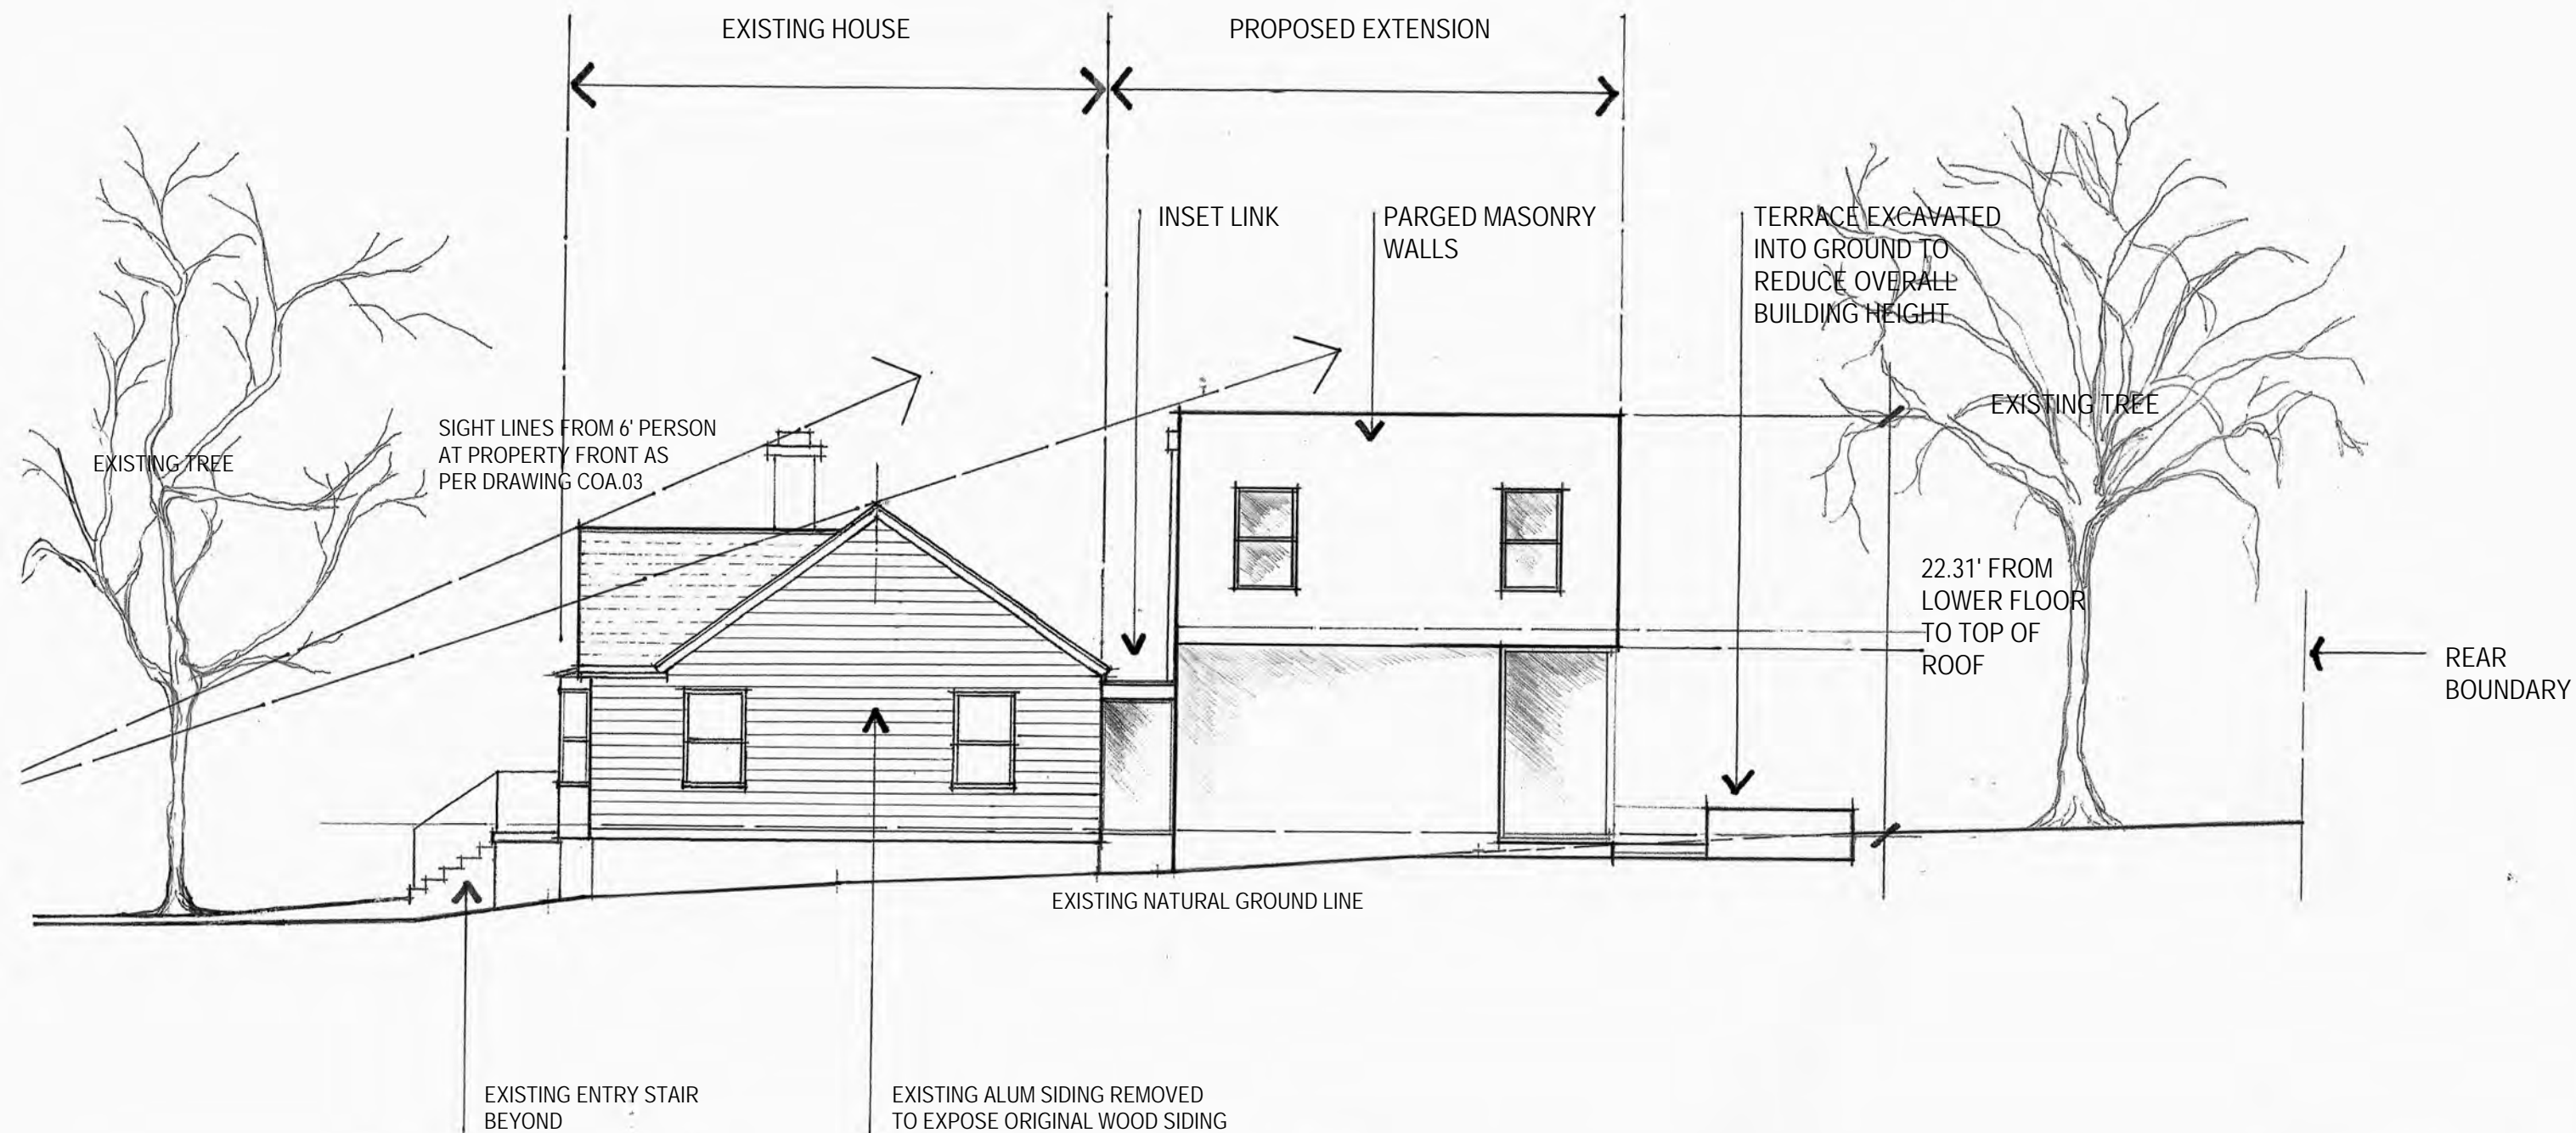 EXISTING HOUSE
PROPOSED EXTENSION
INSET LINK
PARGED MASONRY
WALLS
TERRACE EXCAVATED
INTO GROUND TO
REDUCE OVERALL
BUILDING HEIGHT
EXISTING TREE
SIGHT LINES FROM 6' PERSON
AT PROPERTY FRONT AS
PER DRAWING COA.03
EXISTING TREE
22.31' FROM
LOWER FLOOR
TO TOP OF
ROOF
REAR
BOUNDARY
EXISTING NATURAL GROUND LINE
EXISTING ENTRY STAIR
BEYOND
EXISTING ALUM SIDING REMOVED
TO EXPOSE ORIGINAL WOOD SIDING